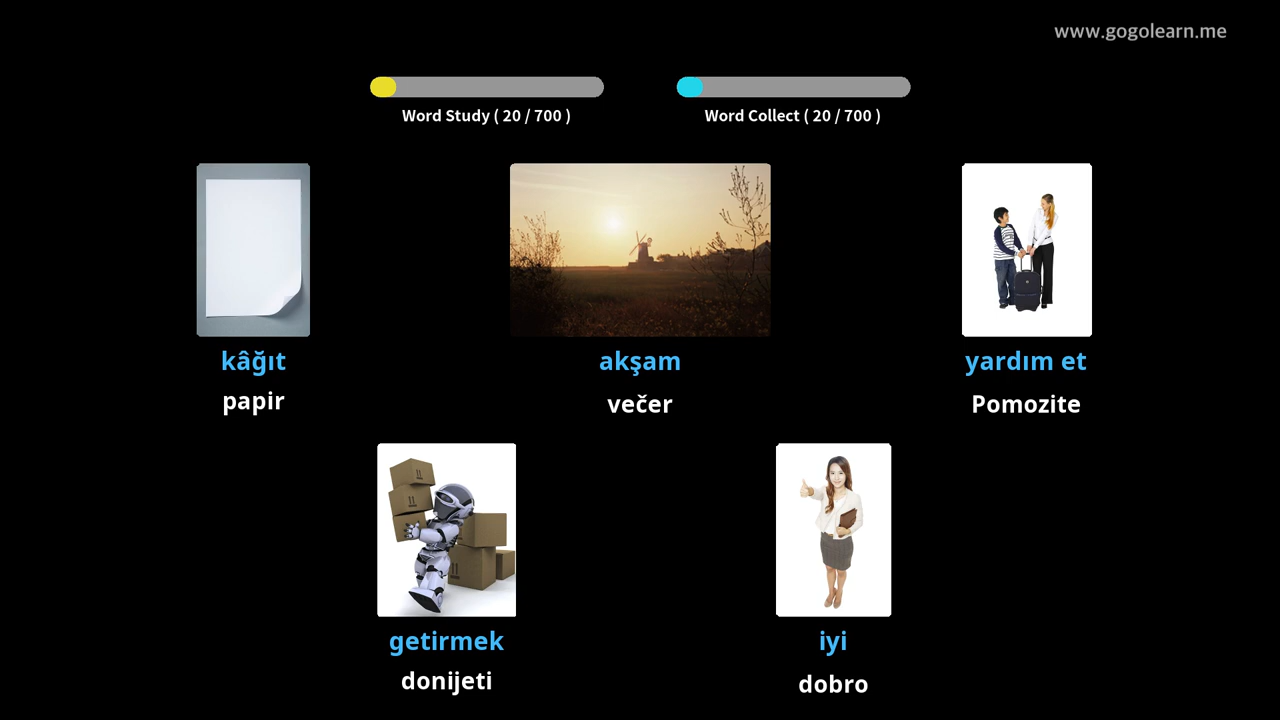 www.gogolearn.me
Word Study ( 20 / 700 )
Word Collect ( 20 / 700 )
kâğıt
papir
akşam
večer
yardım et
Pomozite
getirmek
donijeti
iyi
dobro